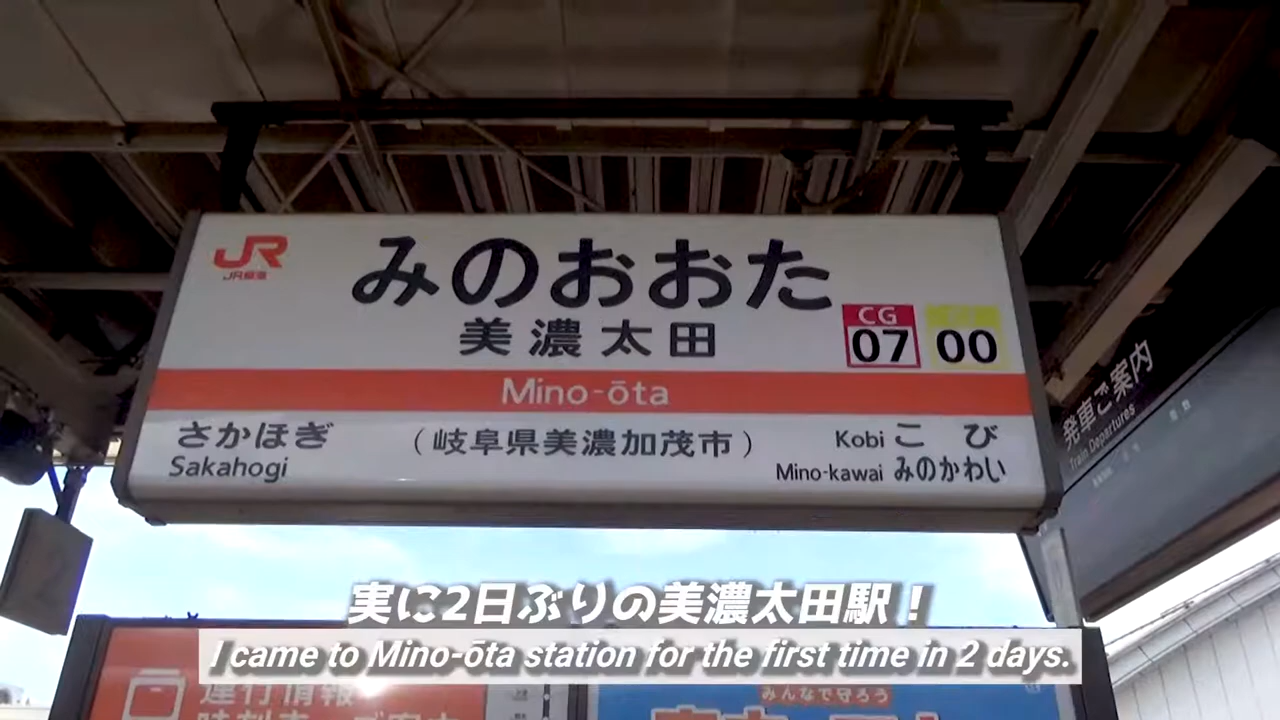 JR
JR東海
みのおおた
美濃太田
CG
07
00
Mino-ōta
さかほぎ
Sakahogi
(岐阜県美濃加茂市)
Kobi こび
Mino-kawai みのかわい
発車ご案内
Train Departures
実に2日ぶりの美濃太田駅！
I came to Mino-ōta station for the first time in 2 days.
運行情報
みんなで守ろう